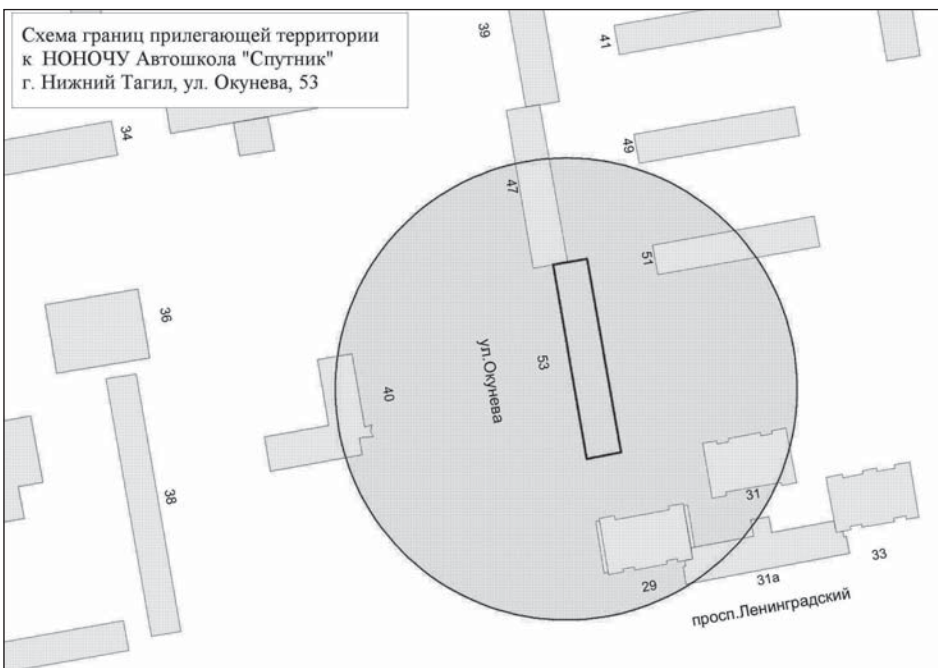 Схема границ прилегающей территории
к НОНОЧУ Автошкола "Спутник"
г. Нижний Тагил, ул. Окунева, 53
39
41
34
49
47
51
36
53
ул.Окунева
40
38
31
33
29
31а
просп.Ленинградский